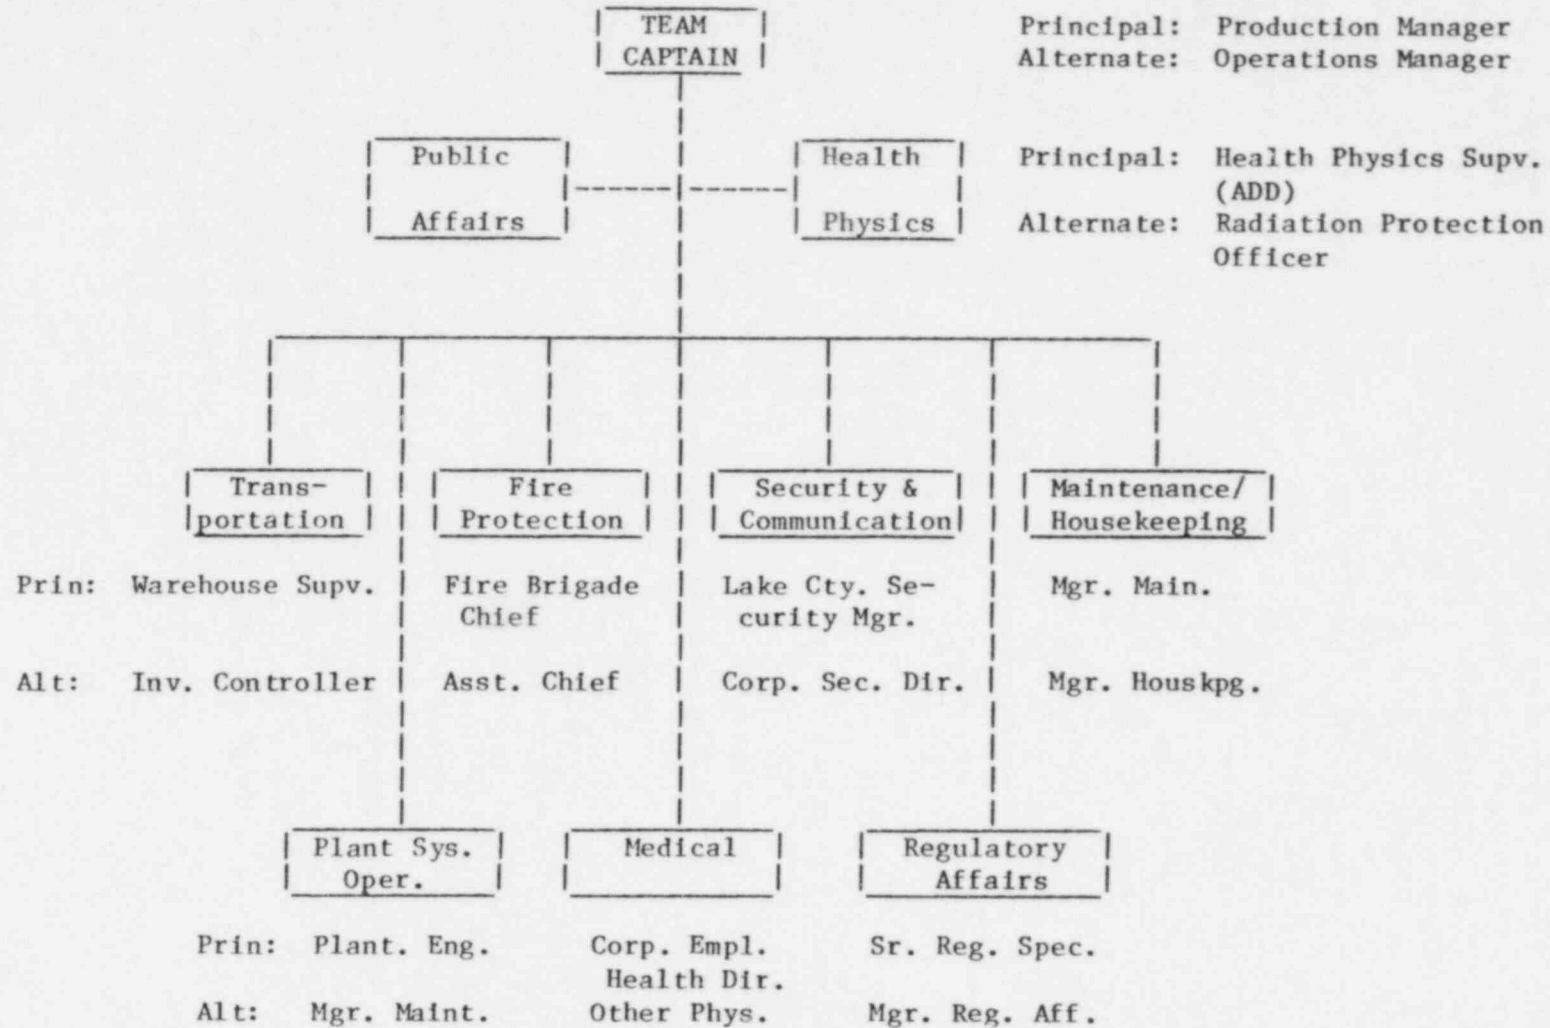 TEAM
CAPTAIN
Principal: Production Manager
Alternate: Operations Manager
Public
Affairs
Health
Physics
Principal: Health Physics Supv.
(ADD)
Alternate: Radiation Protection
Officer
Trans-
portation
Fire
Protection
Security &
Communication
Maintenance/
Housekeeping
Prin: Warehouse Supv. Fire Brigade Lake Cty. Se- Mgr. Main.
Chief curity Mgr.
Alt: Inv. Controller Asst. Chief Corp. Sec. Dir. Mgr. Houskpg.
Plant Sys.
Oper.
Medical
Regulatory
Affairs
Prin: Plant. Eng. Corp. Empl. Sr. Reg. Spec.
Health Dir.
Alt: Mgr. Maint. Other Phys. Mgr. Reg. Aff.